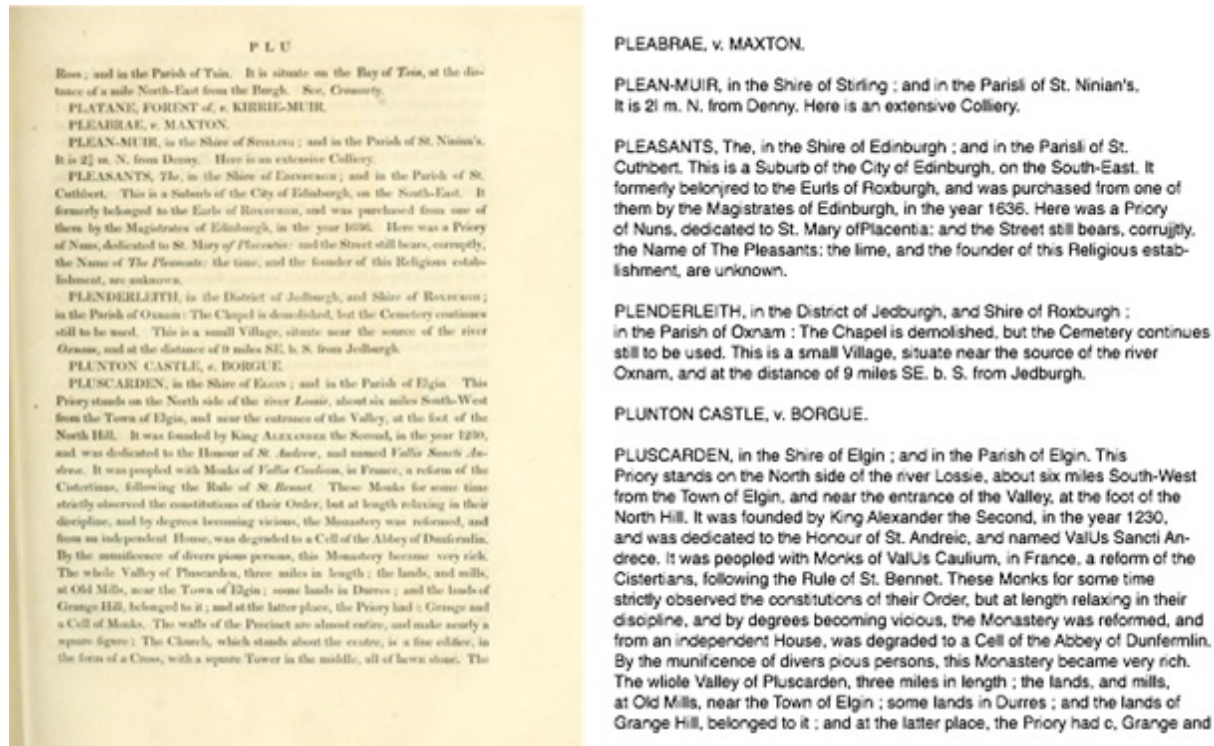 PLU
Ross; and in the Parish of Tain. It is situate on the Bay of Tain, at the dis-
tance of a mile North-East from the Burgh. See, Cromarty.
PLATANE, FOREST of, v. KIRRIE-MUIR.
PLEABRAE, v. MAXTON.
PLEAN-MUIR, in the Shire of STIRLING; and in the Parish of St. Ninian's.
It is 2¾ m. N. from Denny. Here is an extensive Colliery.
PLEASANTS, The, in the Shire of EDINBURGH; and in the Parish of St.
Cuthbert. This is a Suburb of the City of Edinburgh, on the South-East. It
formerly belonged to the Earls of ROXBURGH, and was purchased from one of
them by the Magistrates of Edinburgh, in the year 1636. Here was a Priory
of Nuns, dedicated to St. Mary of Placentia: and the Street still bears, corruptly,
the Name of The Pleasants: the time, and the founder of this Religious estab-
lishment, are unknown.
PLENDERLEITH, in the District of Jedburgh, and Shire of ROXBURGH;
in the Parish of Oxnam: The Chapel is demolished, but the Cemetery continues
still to be used. This is a small Village, situate near the source of the river
Oxnam, and at the distance of 9 miles SE. b. S. from Jedburgh.
PLUNTON CASTLE, v. BORGUE.
PLUSCARDEN, in the Shire of ELGIN; and in the Parish of Elgin. This
Priory stands on the North side of the river Lossie, about six miles South-West
from the Town of Elgin, and near the entrance of the Valley, at the foot of the
North Hill. It was founded by King ALEXANDER the Second, in the year 1230,
and was dedicated to the Honour of St. Andrew, and named Vallis Sancti An-
dreæ. It was peopled with Monks of Vallis Caulium, in France, a reform of the
Cistertians, following the Rule of St. Bennet. These Monks for some time
strictly observed the constitutions of their Order, but at length relaxing in their
discipline, and by degrees becoming vicious, the Monastery was reformed, and
from an independent House, was degraded to a Cell of the Abbey of Dunfermlin.
By the munificence of divers pious persons, this Monastery became very rich.
The whole Valley of Pluscarden, three miles in length; the lands, and mills,
at Old Mills, near the Town of Elgin; some lands in Durres; and the lands of
Grange Hill, belonged to it; and at the latter place, the Priory had a Grange and
a Cell of Monks. The walls of the Precinct are almost entire, and make nearly a
square figure: The Church, which stands about the centre, is a fine edifice, in
the form of a Cross, with a square Tower in the middle, all of hewn stone. The
PLEABRAE, v. MAXTON.
PLEAN-MUIR, in the Shire of Stirling ; and in the Parisli of St. Ninian's,
It is 2l m. N. from Denny. Here is an extensive Colliery.
PLEASANTS, The, in the Shire of Edinburgh ; and in the Parisli of St.
Cuthbert. This is a Suburb of the City of Edinburgh, on the South-East. It
formerly belonjred to the Eurls of Roxburgh, and was purchased from one of
them by the Magistrates of Edinburgh, in the year 1636. Here was a Priory
of Nuns, dedicated to St. Mary ofPlacentia: and the Street still bears, corrujjtly,
the Name of The Pleasants: the lime, and the founder of this Religious estab-
lishment, are unknown.
PLENDERLEITH, in the District of Jedburgh, and Shire of Roxburgh ;
in the Parish of Oxnam : The Chapel is demolished, but the Cemetery continues
still to be used. This is a small Village, situate near the source of the river
Oxnam, and at the distance of 9 miles SE. b. S. from Jedburgh.
PLUNTON CASTLE, v. BORGUE.
PLUSCARDEN, in the Shire of Elgin ; and in the Parish of Elgin. This
Priory stands on the North side of the river Lossie, about six miles South-West
from the Town of Elgin, and near the entrance of the Valley, at the foot of the
North Hill. It was founded by King Alexander the Second, in the year 1230,
and was dedicated to the Honour of St. Andreic, and named ValUs Sancti An-
drece. It was peopled with Monks of ValUs Caulium, in France, a reform of the
Cistertians, following the Rule of St. Bennet. These Monks for some time
strictly observed the constitutions of their Order, but at length relaxing in their
discipline, and by degrees becoming vicious, the Monastery was reformed, and
from an independent House, was degraded to a Cell of the Abbey of Dunfermlin.
By the munificence of divers pious persons, this Monastery became very rich.
The wliole Valley of Pluscarden, three miles in length ; the lands, and mills,
at Old Mills, near the Town of Elgin ; some lands in Durres ; and the lands of
Grange Hill, belonged to it ; and at the latter place, the Priory had c, Grange and